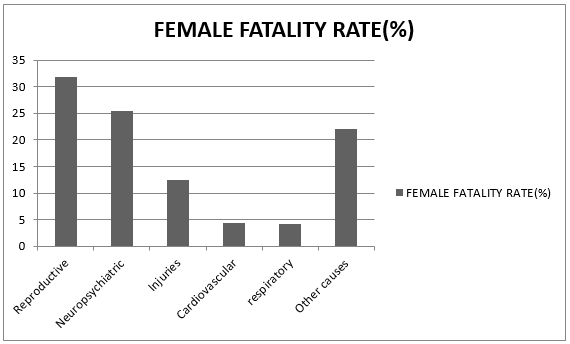 FEMALE FATALITY RATE(%)
35
30
25
20
15
10
5
0
Reproductive
Neuropsychiatric
Injuries
Cardiovascular
respiratory
Other causes
FEMALE FATALITY RATE(%)